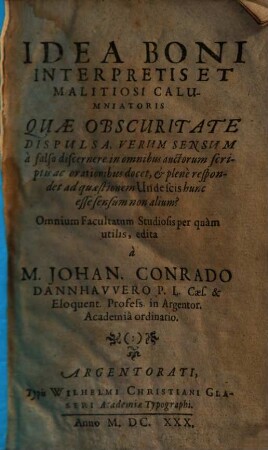 IDEA BONI
INTERPRETIS ET
MALITIOSI CALU-
MNIATORIS
QUÆ OBSCURITATE
DISPULSA, VERUM SENSUM
à falso discernere in omnibus auctorum scri-
ptis ac orationibus docet, & plenè respon-
det ad quæstionem Unde scis hunc
esse sensum non alium?
Omnium Facultatum Studiosis per quàm
utilis, edita
à
M. JOHAN. CONRADO
DANNHAVVERO P. L. Cæs. &
Eloquent. Profess. in Argentor.
Academiâ ordinario.
ARGENTORATI,
Typis WILHELMI CHRISTIANI GLA-
SERI Academiæ Typographi.
Anno M. DC. XXX.